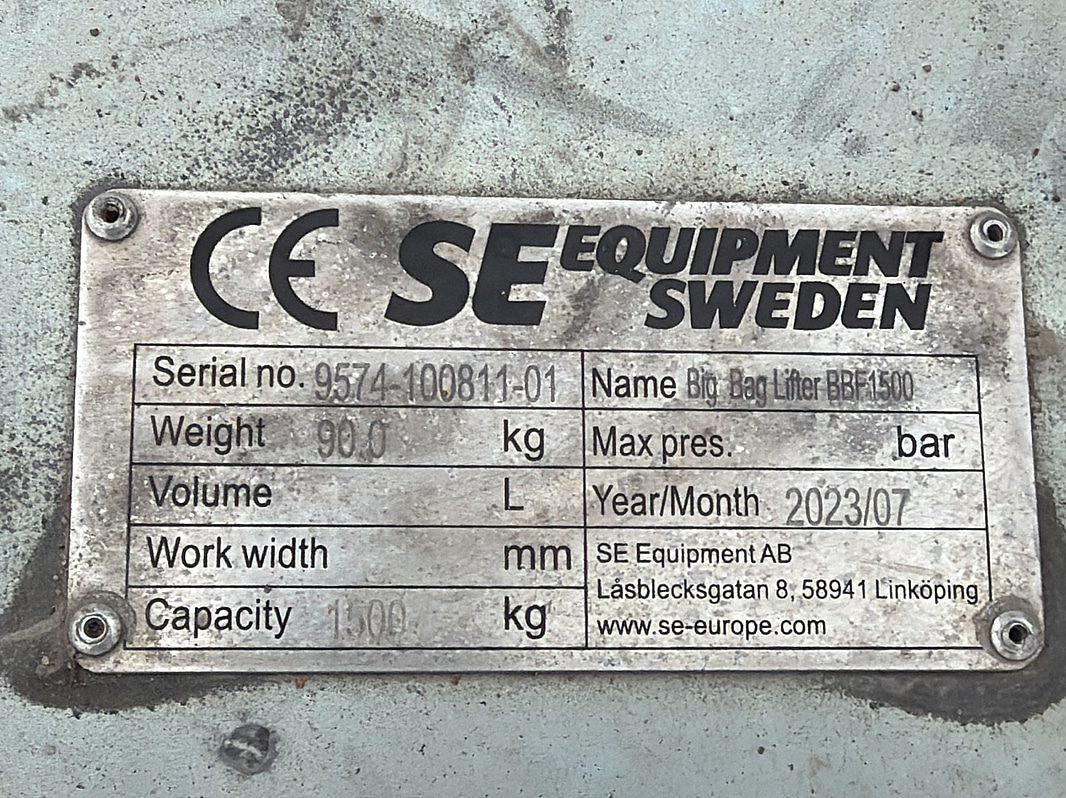 CE SE EQUIPMENT
SWEDEN
Serial no. 9574-100811-01 Name Big Bag Lifter BBF1500
Weight 90.0 kg Max pres. bar
Volume L Year/Month 2023/07
Work width mm SE Equipment AB
Låsblecksgatan 8, 58941 Linköping
Capacity 1500 kg www.se-europe.com